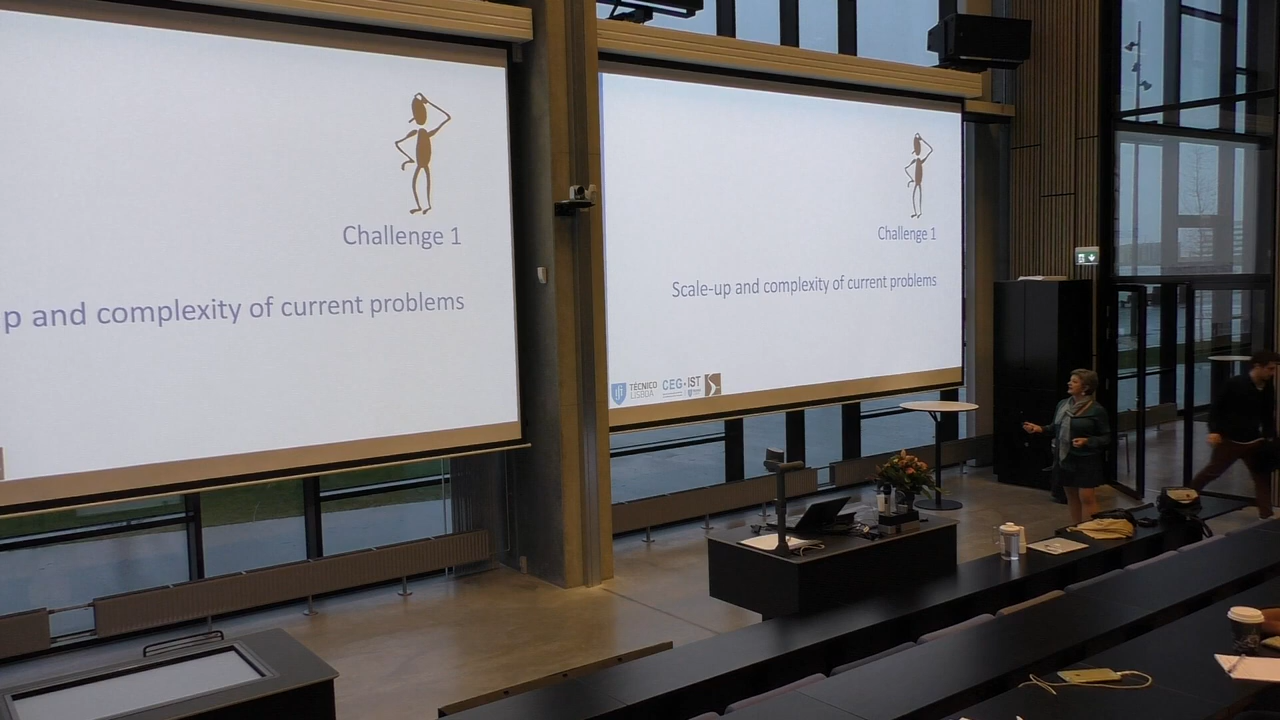 Challenge 1
p and complexity of current problems
Challenge 1
Scale-up and complexity of current problems
TÉCNICO
LISBOA
CEG-IST